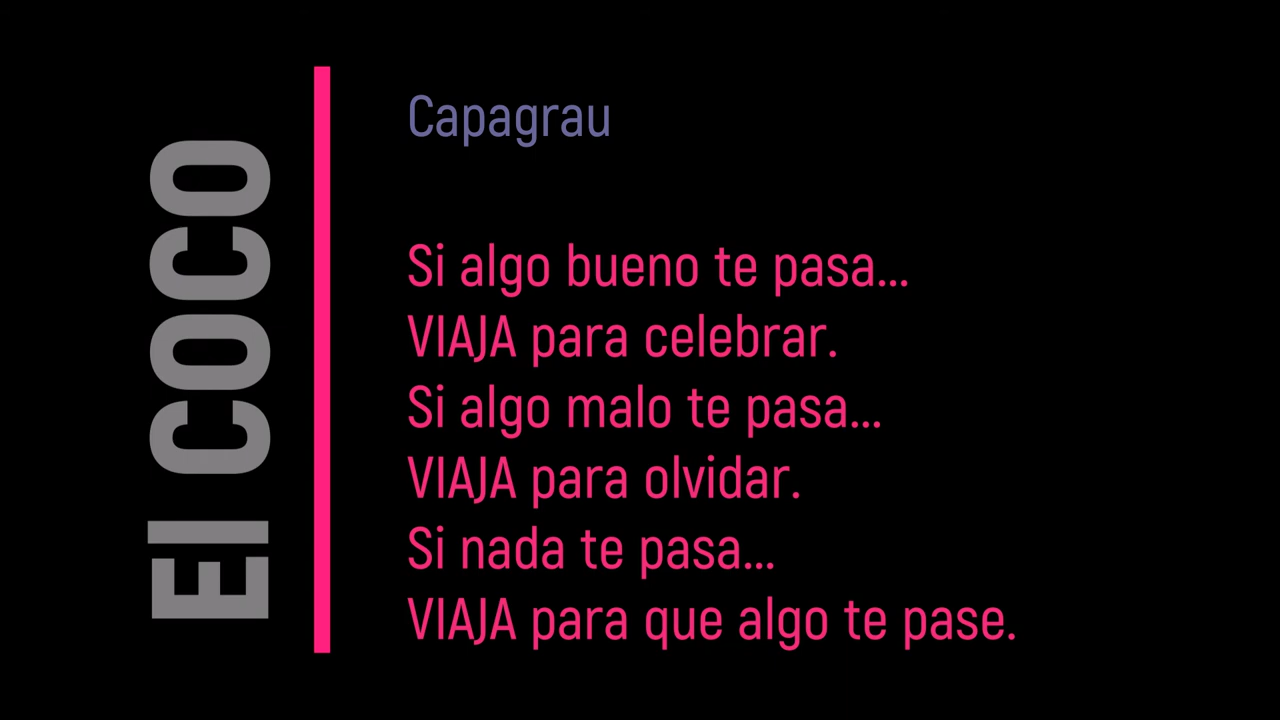 El COCO
Capagrau
Si algo bueno te pasa...
VIAJA para celebrar.
Si algo malo te pasa...
VIAJA para olvidar.
Si nada te pasa...
VIAJA para que algo te pase.